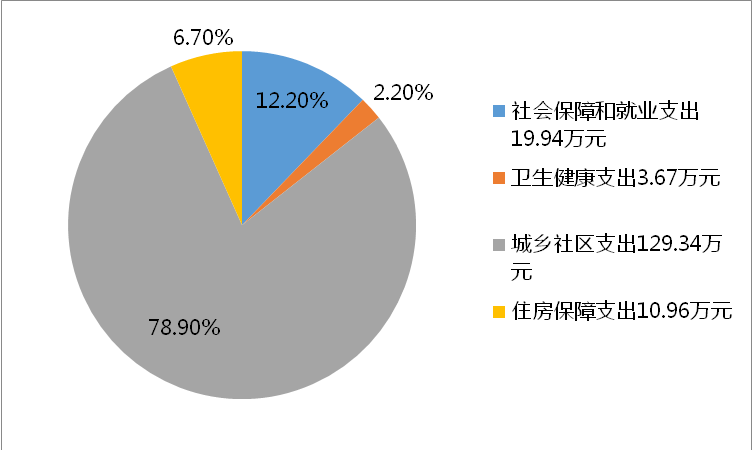 6.70%
12.20%
2.20%
78.90%
社会保障和就业支出
19.94万元
卫生健康支出3.67万元
城乡社区支出129.34万
元
住房保障支出10.96万元